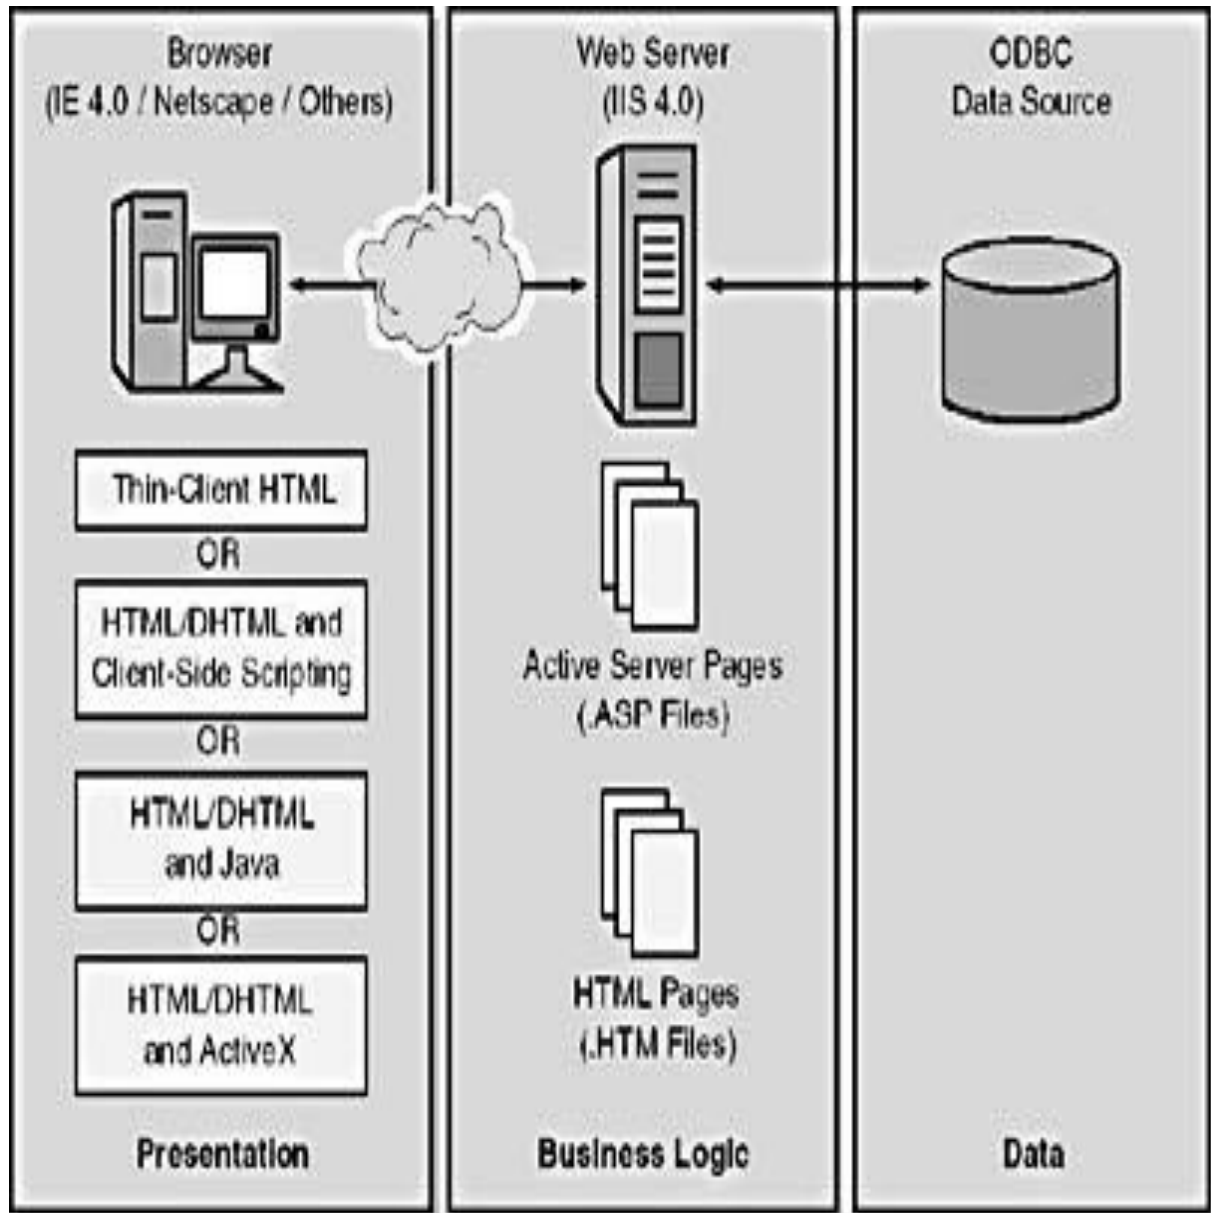 Browser
(IE 4.0 / Netscape / Others)
Thin-Client HTML
OR
HTML/DHTML and
Client-Side Scripting
OR
HTML/DHTML
and Java
OR
HTML/DHTML
and ActiveX
Presentation
Web Server
(IIS 4.0)
Active Server Pages
(.ASP Files)
HTML Pages
(.HTM Files)
Business Logic
ODBC
Data Source
Data